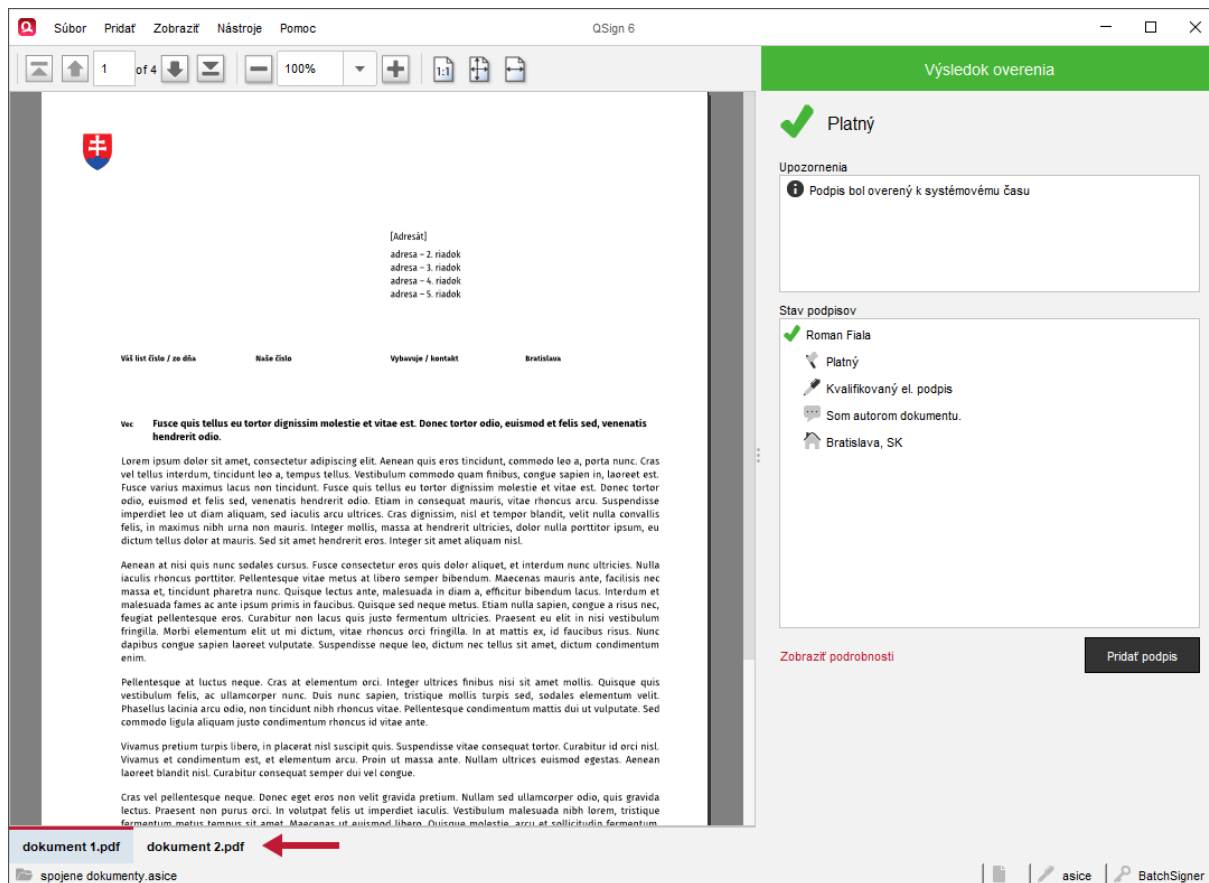 Súbor Pridať Zobraziť Nástroje Pomoc QSign 6
1 of 4 100% 1:1
Výsledok overenia
Platný
Upozornenia
Podpis bol overený k systémovému času
Stav podpisov
Roman Fiala
Platný
Kvalifikovaný el. podpis
Som autorom dokumentu.
Bratislava, SK
Zobraziť podrobnosti
Pridať podpis
[Adresát]
adresa – 2. riadok
adresa – 3. riadok
adresa – 4. riadok
adresa – 5. riadok
Váš list číslo / zo dňa Naše číslo Vybavuje / kontakt Bratislava
Vec Fusce quis tellus eu tortor dignissim molestie et vitae est. Donec tortor odio, euismod et felis sed, venenatis
hendrerit odio.
Lorem ipsum dolor sit amet, consectetur adipiscing elit. Aenean quis eros tincidunt, commodo leo a, porta nunc. Cras
vel tellus interdum, tincidunt leo a, tempus tellus. Vestibulum commodo quam finibus, congue sapien in, laoreet est.
Fusce varius maximus lacus non tincidunt. Fusce quis tellus eu tortor dignissim molestie et vitae est. Donec tortor
odio, euismod et felis sed, venenatis hendrerit odio. Etiam in consequat mauris, vitae rhoncus arcu. Suspendisse
imperdiet leo ut diam aliquam, sed iaculis arcu ultrices. Cras dignissim, nisl et tempor blandit, velit nulla convallis
felis, in maximus nibh urna non mauris. Integer mollis, massa at hendrerit ultricies, dolor nulla porttitor ipsum, eu
dictum tellus dolor at mauris. Sed sit amet hendrerit eros. Integer sit amet aliquam nisl.
Aenean at nisi quis nunc sodales cursus. Fusce consectetur eros quis dolor aliquet, et interdum nunc ultricies. Nulla
iaculis rhoncus porttitor. Pellentesque vitae metus at libero semper bibendum. Maecenas mauris ante, facilisis nec
massa et, tincidunt pharetra nunc. Quisque lectus ante, malesuada in diam a, efficitur bibendum lacus. Interdum et
malesuada fames ac ante ipsum primis in faucibus. Quisque sed neque metus. Etiam nulla sapien, congue a risus nec,
feugiat pellentesque eros. Curabitur non lacus quis justo fermentum ultricies. Praesent eu elit in nisi vestibulum
fringilla. Morbi elementum elit ut mi dictum, vitae rhoncus orci fringilla. In at mattis ex, id faucibus risus. Nunc
dapibus congue sapien laoreet vulputate. Suspendisse neque leo, dictum nec tellus sit amet, dictum condimentum
enim.
Pellentesque at luctus neque. Cras at elementum orci. Integer ultrices finibus nisi sit amet mollis. Quisque quis
vestibulum felis, ac ullamcorper nunc. Duis nunc sapien, tristique mollis turpis sed, sodales elementum velit.
Phasellus lacinia arcu odio, non tincidunt nibh rhoncus vitae. Pellentesque condimentum mattis dui ut vulputate. Sed
commodo ligula aliquam justo condimentum rhoncus id vitae ante.
Vivamus pretium turpis libero, in placerat nisl suscipit quis. Suspendisse vitae consequat tortor. Curabitur id orci nisl.
Vivamus et condimentum est, et elementum arcu. Proin ut massa ante. Nullam ultrices euismod egestas. Aenean
laoreet blandit nisl. Curabitur consequat semper dui vel congue.
Cras vel pellentesque neque. Donec eget eros non velit gravida pretium. Nullam sed ullamcorper odio, quis gravida
lectus. Praesent non purus orci. In volutpat felis ut imperdiet iaculis. Vestibulum malesuada nibh lorem, tristique
fermentum metus tempus sit amet. Maecenas ut euismod libero. Quisque molestie, arcu et sollicitudin fermentum,
dokument 1.pdf dokument 2.pdf
spojene dokumenty.asice asice BatchSigner